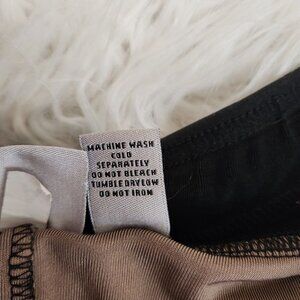 MACHINE WASH
COLD
SEPARATELY
DO NOT BLEACH
TUMBLE DRY LOW
DO NOT IRON